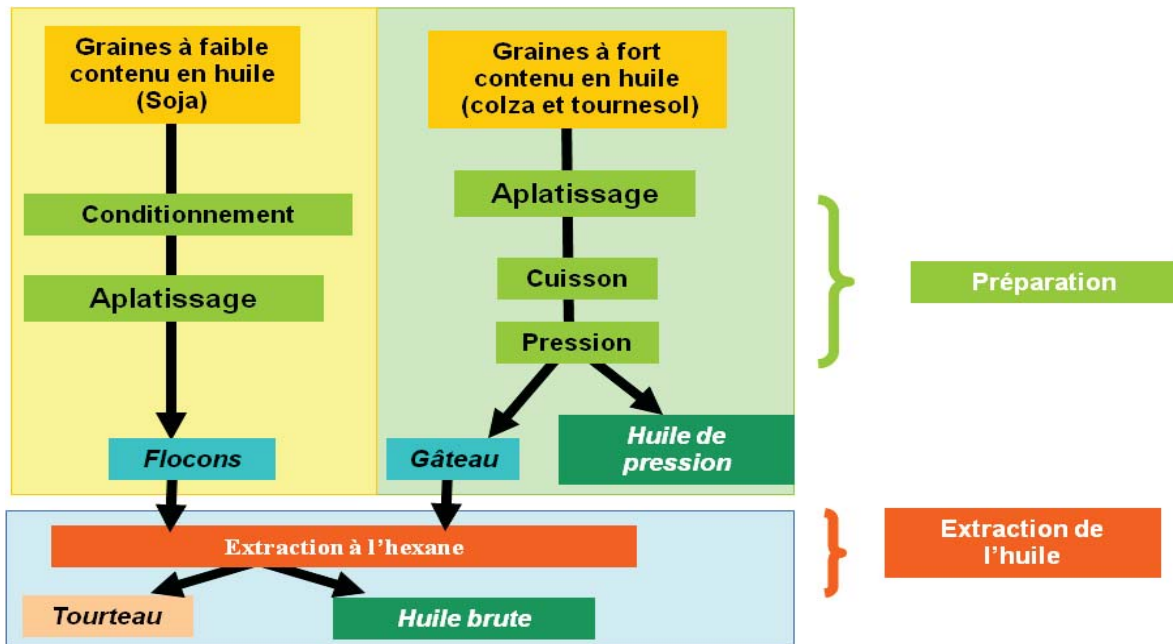 Graines à faible
contenu en huile
(Soja)
Conditionnement
Aplatissage
Flocons
Graines à fort
contenu en huile
(colza et tournesol)
Aplatissage
Cuisson
Pression
Gâteau
Huile de
pression
Préparation
Extraction à l'hexane
Tourteau
Huile brute
Extraction de
l'huile